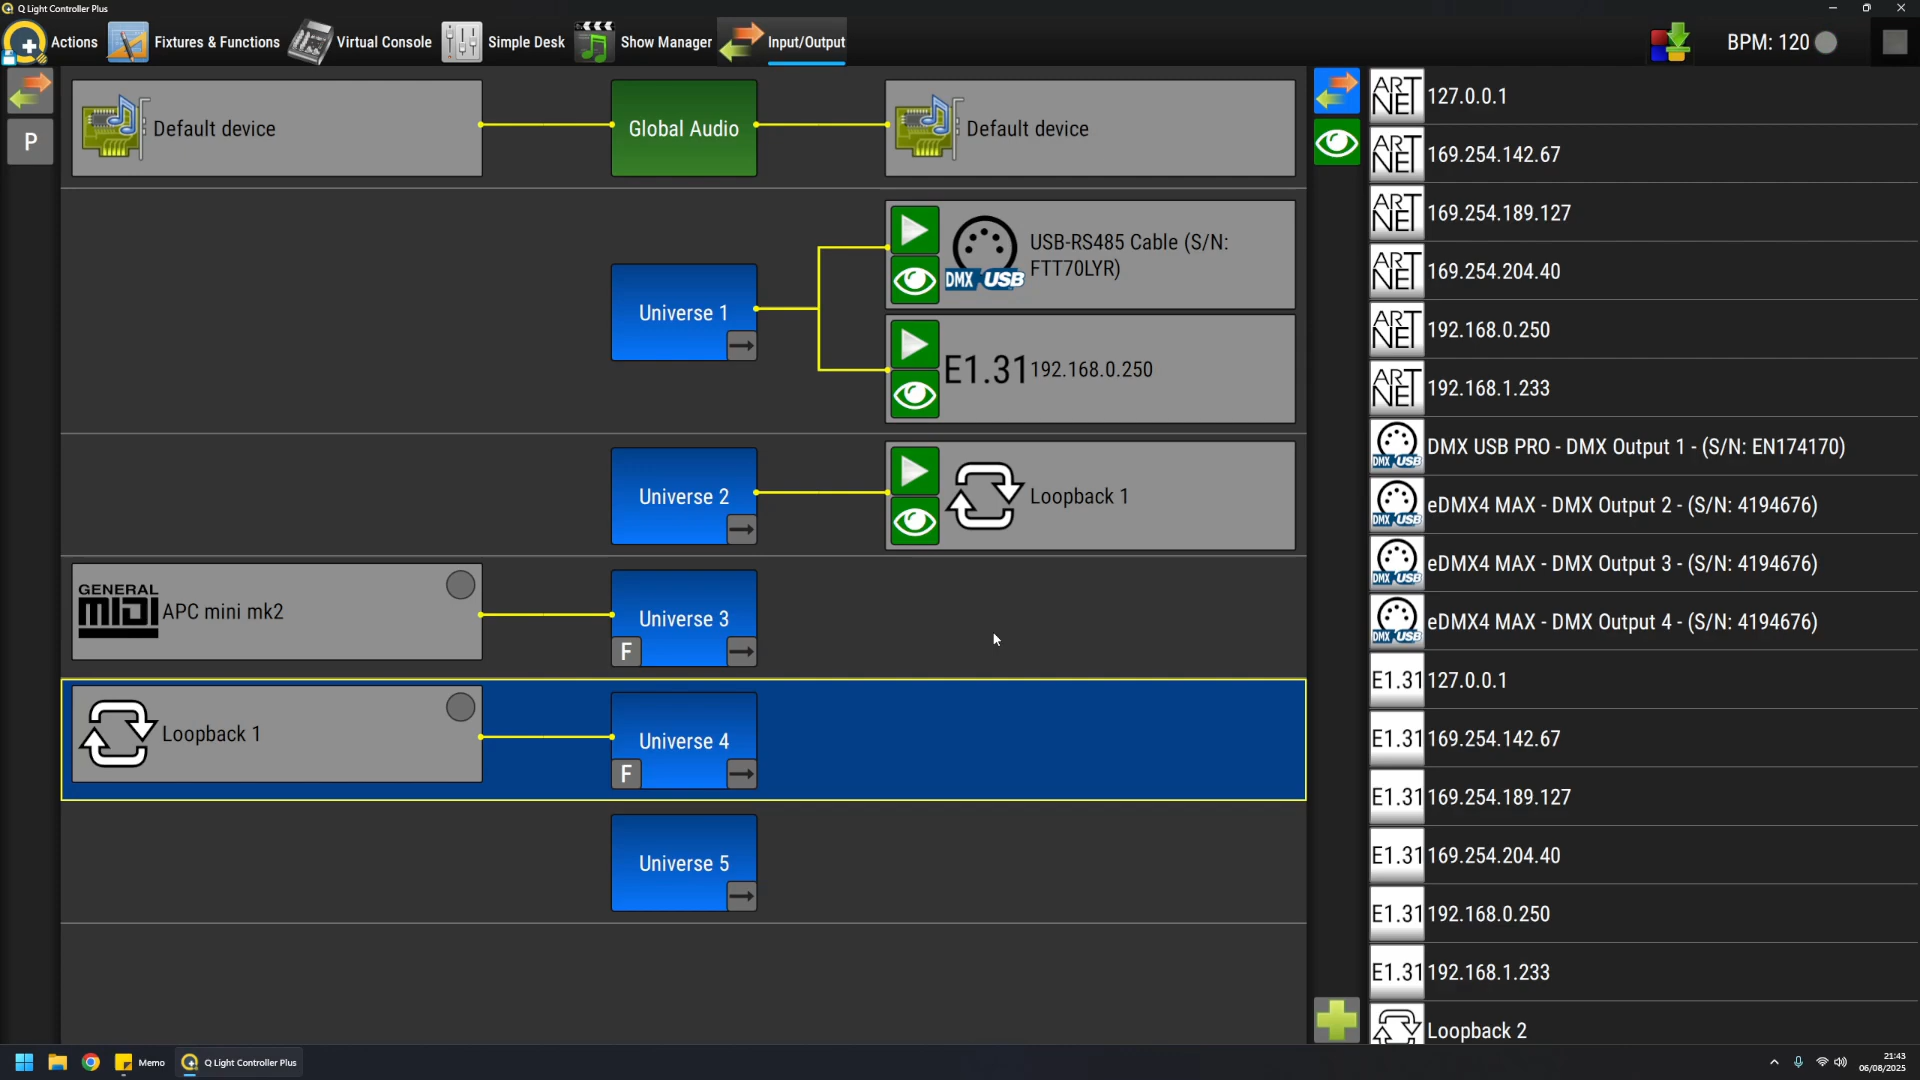 Q Light Controller Plus
Actions
Fixtures & Functions
Virtual Console
Simple Desk
Show Manager
Input/Output
BPM: 120
P
Default device
Global Audio
Default device
Universe 1
DMX USB
USB-RS485 Cable (S/N:
FTT70LYR)
E1.31
192.168.0.250
Universe 2
Loopback 1
GENERAL
MIDI
APC mini mk2
Universe 3
F
Loopback 1
Universe 4
F
Universe 5
ART NET 127.0.0.1
ART NET 169.254.142.67
ART NET 169.254.189.127
ART NET 169.254.204.40
ART NET 192.168.0.250
ART NET 192.168.1.233
DMX USB DMX USB PRO - DMX Output 1 - (S/N: EN174170)
DMX USB eDMX4 MAX - DMX Output 2 - (S/N: 4194676)
DMX USB eDMX4 MAX - DMX Output 3 - (S/N: 4194676)
DMX USB eDMX4 MAX - DMX Output 4 - (S/N: 4194676)
E1.31 127.0.0.1
E1.31 169.254.142.67
E1.31 169.254.189.127
E1.31 169.254.204.40
E1.31 192.168.0.250
E1.31 192.168.1.233
Loopback 2
Memo
Q Light Controller Plus
21:43
06/08/2025